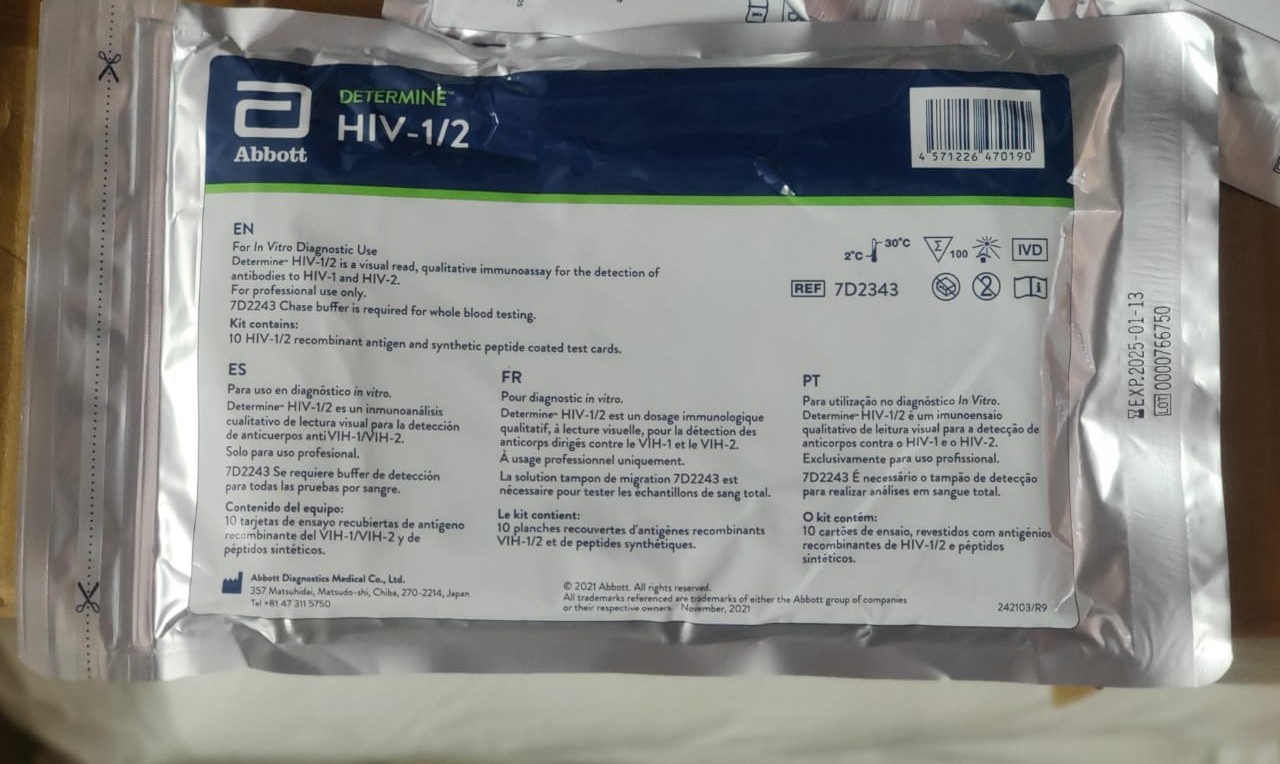 DETERMINE™
HIV-1/2
Abbott
4 571226 470190
EN
For In Vitro Diagnostic Use
Determine™ HIV-1/2 is a visual read, qualitative immunoassay for the detection of
antibodies to HIV-1 and HIV-2.
For professional use only.
7D2243 Chase buffer is required for whole blood testing.
Kit contains:
10 HIV-1/2 recombinant antigen and synthetic peptide coated test cards.
2°C 30°C
Σ 100
IVD
REF 7D2343
2
i
ES
Para uso en diagnóstico in vitro.
Determine™ HIV-1/2 es un inmunoanálisis
cualitativo de lectura visual para la detección
de anticuerpos antiVIH-1/VIH-2.
Solo para uso profesional.
7D2243 Se requiere buffer de detección
para todas las pruebas por sangre.
Contenido del equipo:
10 tarjetas de ensayo recubiertas de antígeno
recombinante del VIH-1/VIH-2 y de
péptidos sintéticos.
FR
Pour diagnostic in vitro.
Determine™ HIV-1/2 est un dosage immunologique
qualitatif, à lecture visuelle, pour la détection des
anticorps dirigés contre le VIH-1 et le VIH-2.
À usage professionnel uniquement.
La solution tampon de migration 7D2243 est
nécessaire pour tester les échantillons de sang total.
Le kit contient:
10 planches recouvertes d'antigènes recombinants
VIH-1/2 et de peptides synthétiques.
PT
Para utilização no diagnóstico In Vitro.
Determine™ HIV-1/2 é um imunoensaio
qualitativo de leitura visual para a detecção de
anticorpos contra o HIV-1 e o HIV-2.
Exclusivamente para uso profissional.
7D2243 É necessário o tampão de detecção
para realizar análises em sangue total.
O kit contém:
10 cartões de ensaio, revestidos com antigénios
recombinantes de HIV-1/2 e péptidos
sintéticos.
Abbott Diagnostics Medical Co., Ltd.
357 Matsuhidai, Matsudo-shi, Chiba, 270-2214, Japan
Tel +81 47 311 5750
© 2021 Abbott. All rights reserved.
All trademarks referenced are trademarks of either the Abbott group of companies
or their respective owners. November, 2021
242103/R9
EXP.2025-01-13
LOT 0000766750